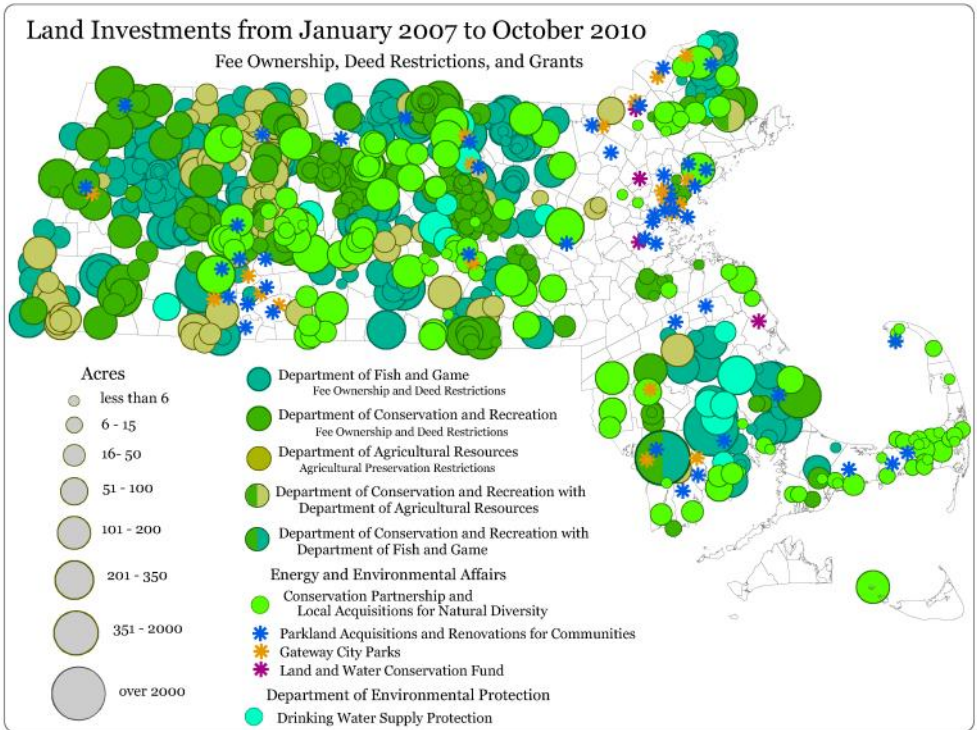 Land Investments from January 2007 to October 2010
Fee Ownership, Deed Restrictions, and Grants
Acres
less than 6
6 - 15
16- 50
51 - 100
101 - 200
201 - 350
351 - 2000
over 2000
Department of Fish and Game
Fee Ownership and Deed Restrictions
Department of Conservation and Recreation
Fee Ownership and Deed Restrictions
Department of Agricultural Resources
Agricultural Preservation Restrictions
Department of Conservation and Recreation with
Department of Agricultural Resources
Department of Conservation and Recreation with
Department of Fish and Game
Energy and Environmental Affairs
Conservation Partnership and
Local Acquisitions for Natural Diversity
Parkland Acquisitions and Renovations for Communities
Gateway City Parks
Land and Water Conservation Fund
Department of Environmental Protection
Drinking Water Supply Protection